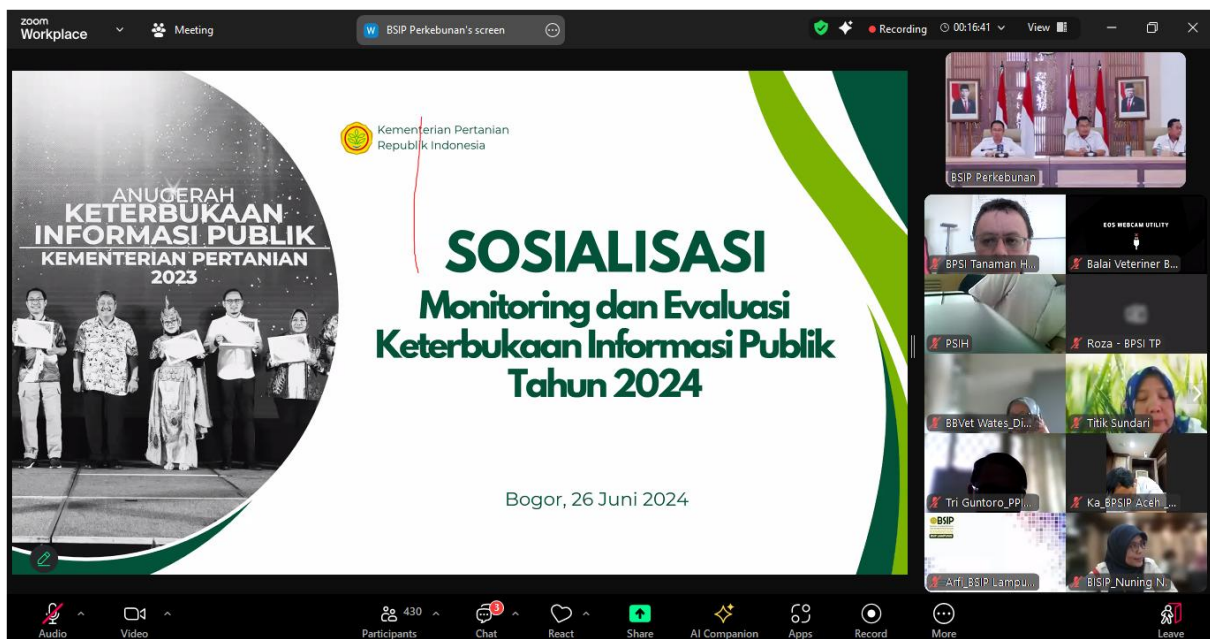 zoom
Workplace
Meeting
BSIP Perkebunan's screen
Recording
00:16:41
View
Kementerian Pertanian
Republik Indonesia
ANUGERAH
KETERBUKAAN
INFORMASI PUBLIK
KEMENTERIAN PERTANIAN
2023
SOSIALISASI
Monitoring dan Evaluasi
Keterbukaan Informasi Publik
Tahun 2024
Bogor, 26 Juni 2024
BSIP Perkebunan
BPSI Tanaman H...
EOS WEBCAM UTILITY
Balai Veteriner B...
PSIH
Roza - BPSI TP
BBVet Wates_Di...
Titik Sundari
Tri Guntoro_PPI...
Ka_BPSIP Aceh_...
BSIP
Arfi_BSIP Lampu...
BISIP_Nuning N.
Audio
Video
430
Participants
3
Chat
React
Share
AI Companion
Apps
Record
More
Leave